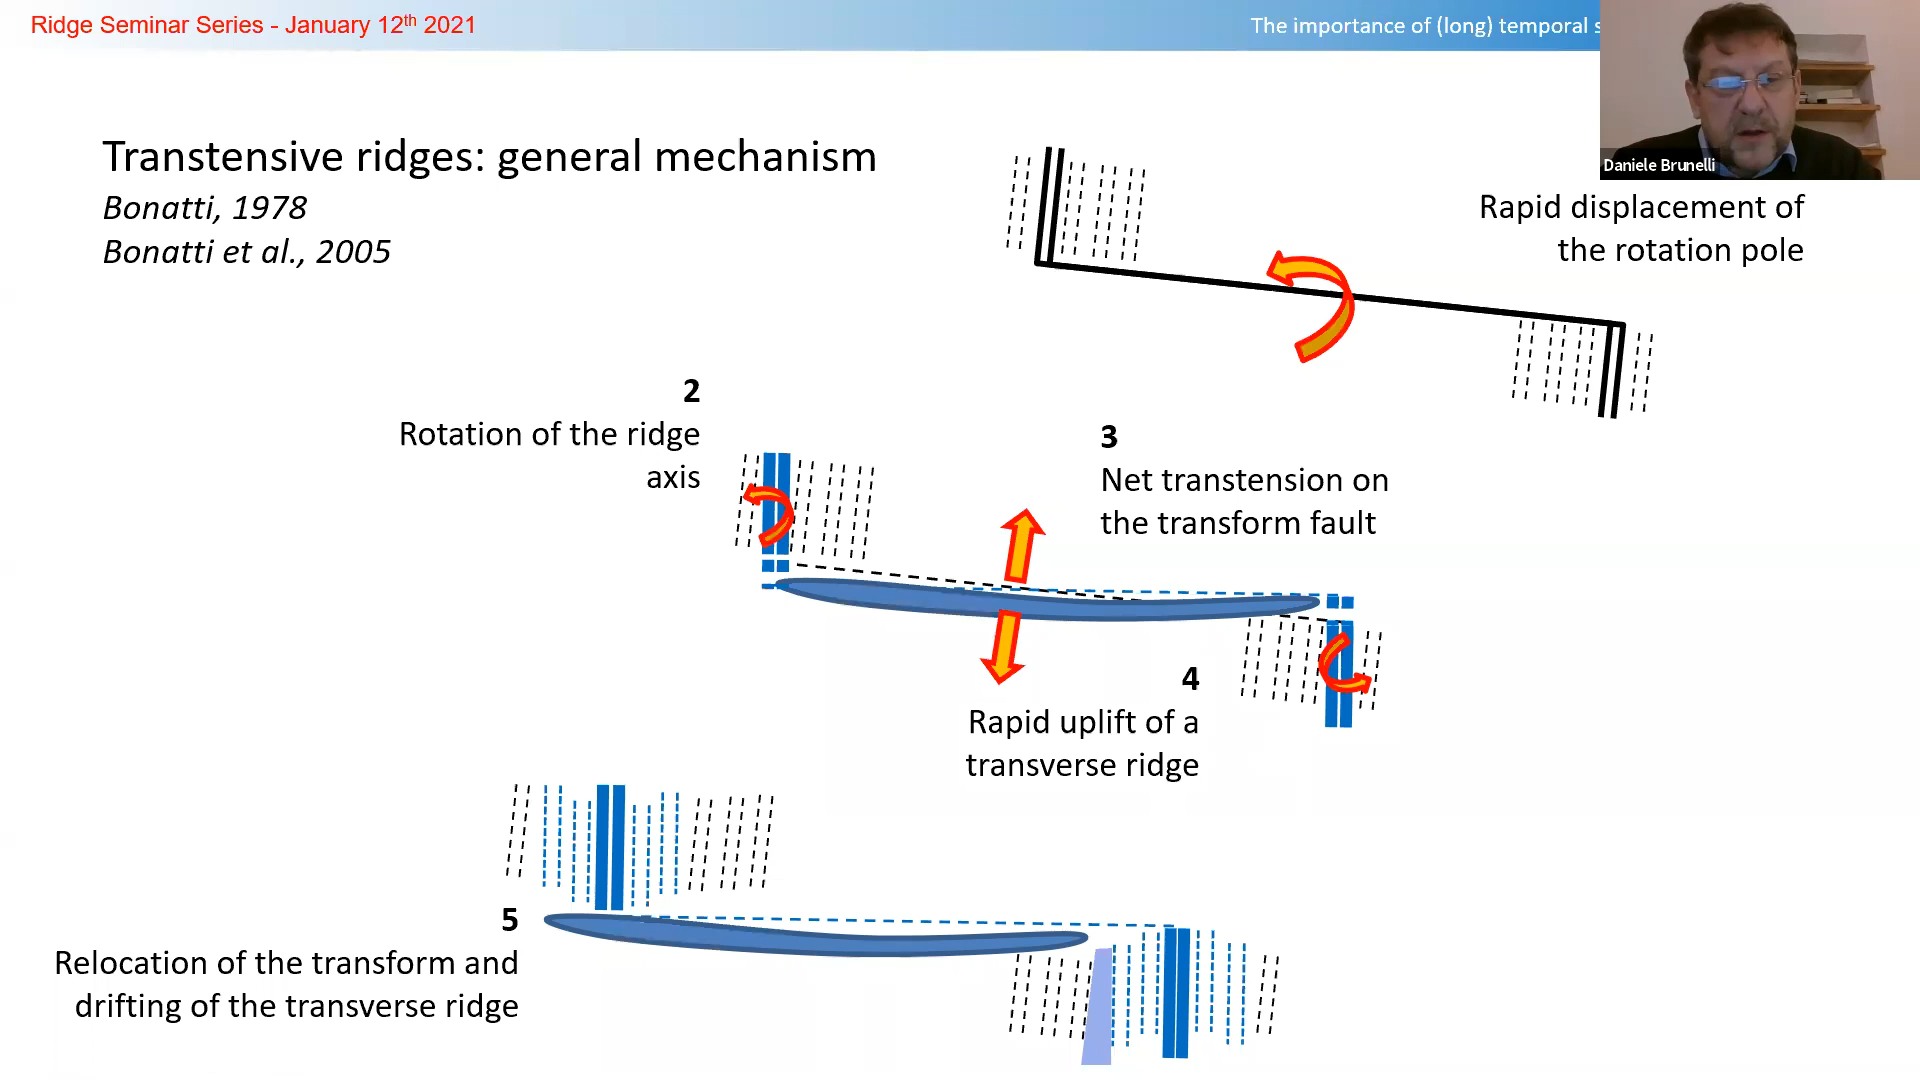 Ridge Seminar Series - January 12th 2021
The importance of (long) temporal s
Daniele Brunelli
Transtensive ridges: general mechanism
Bonatti, 1978
Bonatti et al., 2005
Rapid displacement of
the rotation pole
2
Rotation of the ridge
axis
3
Net transtension on
the transform fault
4
Rapid uplift of a
transverse ridge
5
Relocation of the transform and
drifting of the transverse ridge